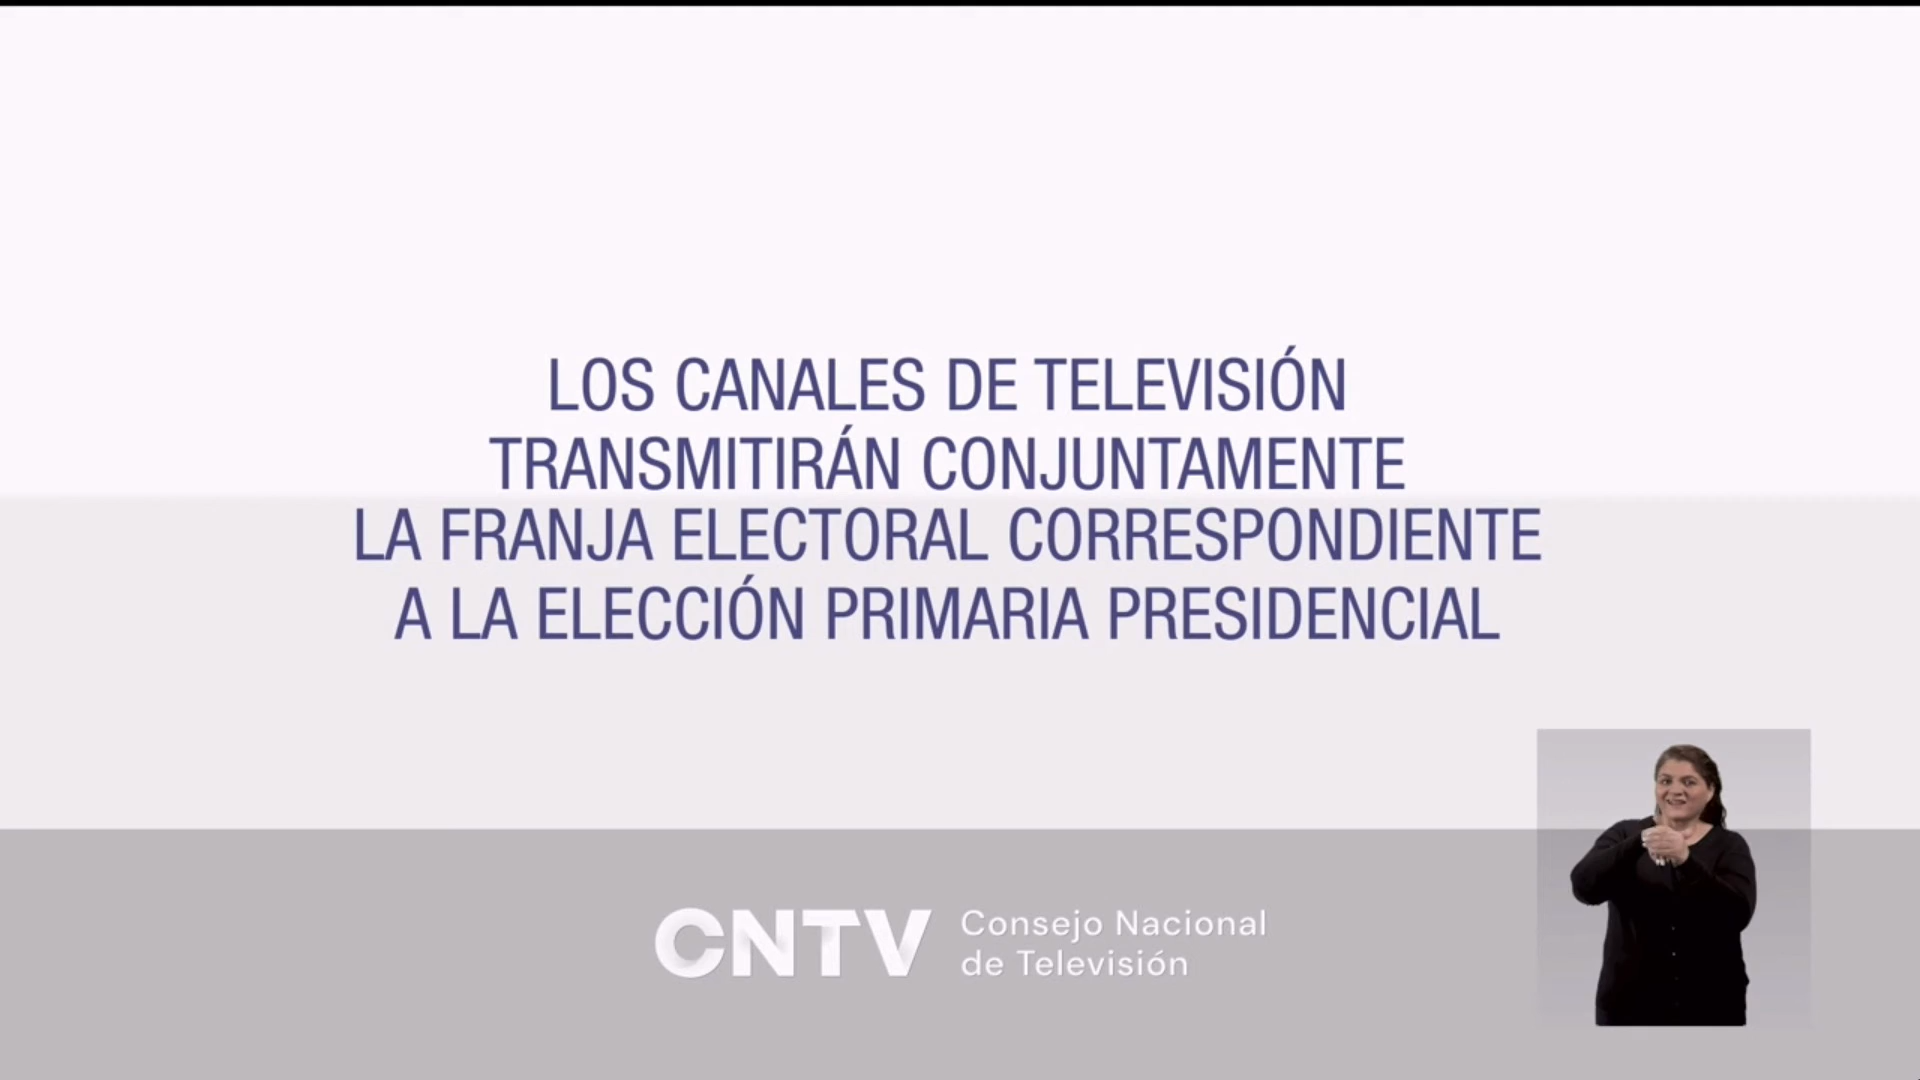 LOS CANALES DE TELEVISIÓN
TRANSMITIRÁN CONJUNTAMENTE
LA FRANJA ELECTORAL CORRESPONDIENTE
A LA ELECCIÓN PRIMARIA PRESIDENCIAL
CNTV
Consejo Nacional
de Televisión